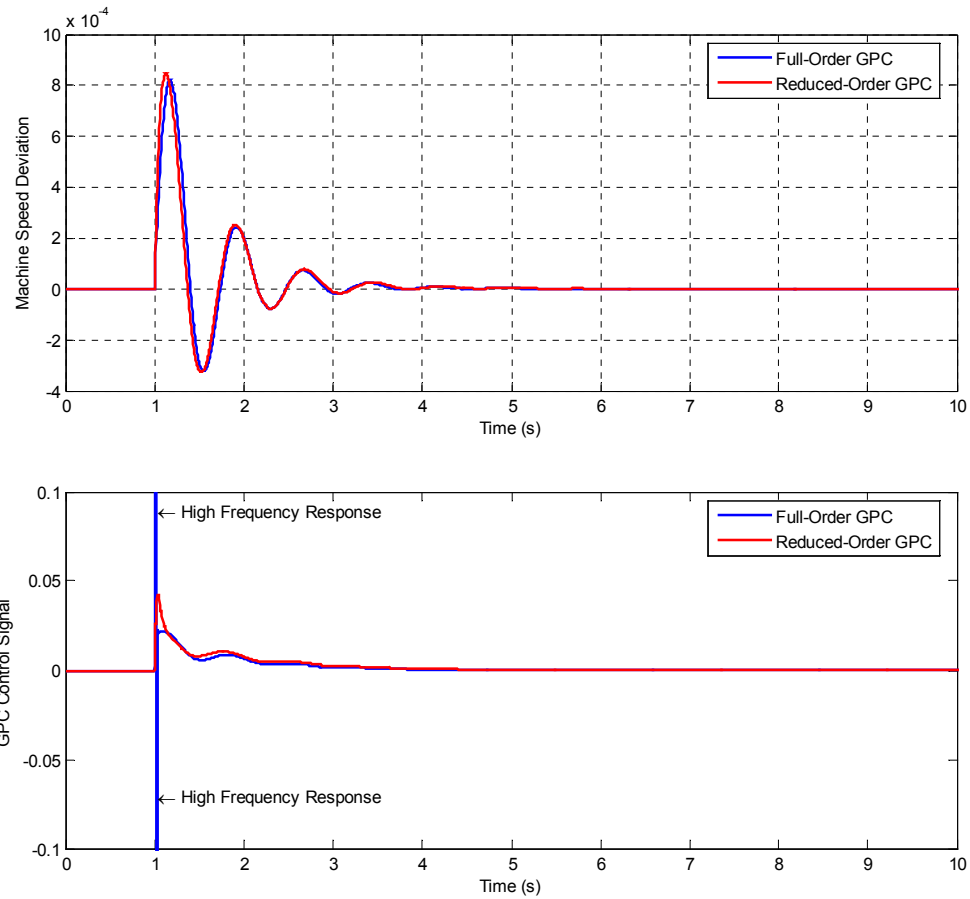 x 10-4
10
8
6
4
2
0
-2
-4
Machine Speed Deviation
Full-Order GPC
Reduced-Order GPC
0 1 2 3 4 5 6 7 8 9 10
Time (s)
0.1
0.05
0
-0.05
-0.1
GPC Control Signal
← High Frequency Response
← High Frequency Response
Full-Order GPC
Reduced-Order GPC
0 1 2 3 4 5 6 7 8 9 10
Time (s)